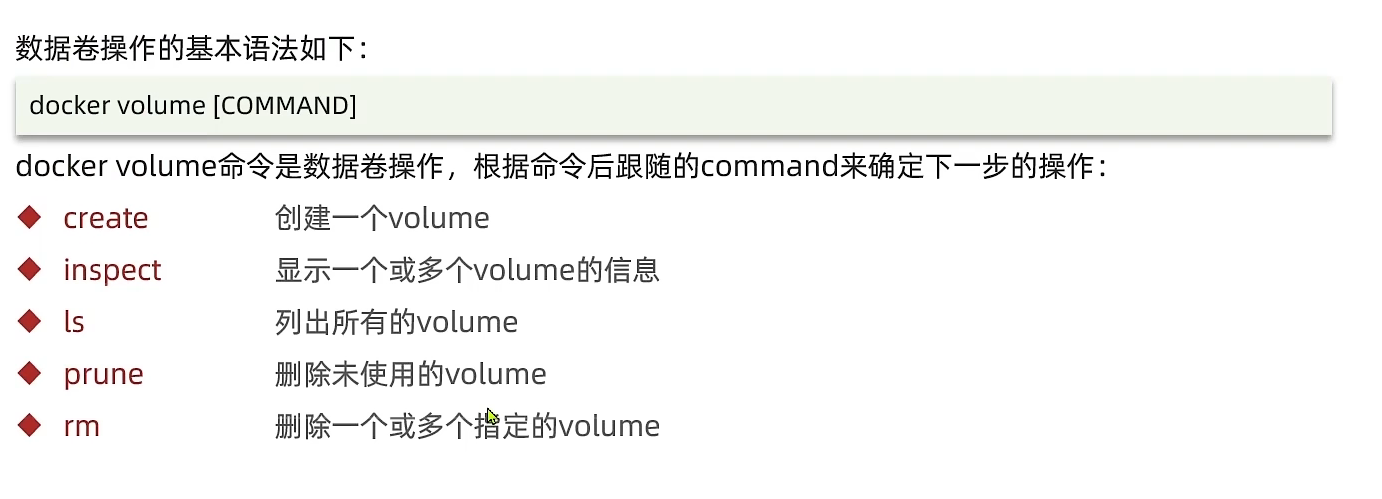 数据卷操作的基本语法如下：
docker volume [COMMAND]
docker volume命令是数据卷操作，根据命令后跟随的command来确定下一步的操作：
create 创建一个volume
inspect 显示一个或多个volume的信息
ls 列出所有的volume
prune 删除未使用的volume
rm 删除一个或多个指定的volume